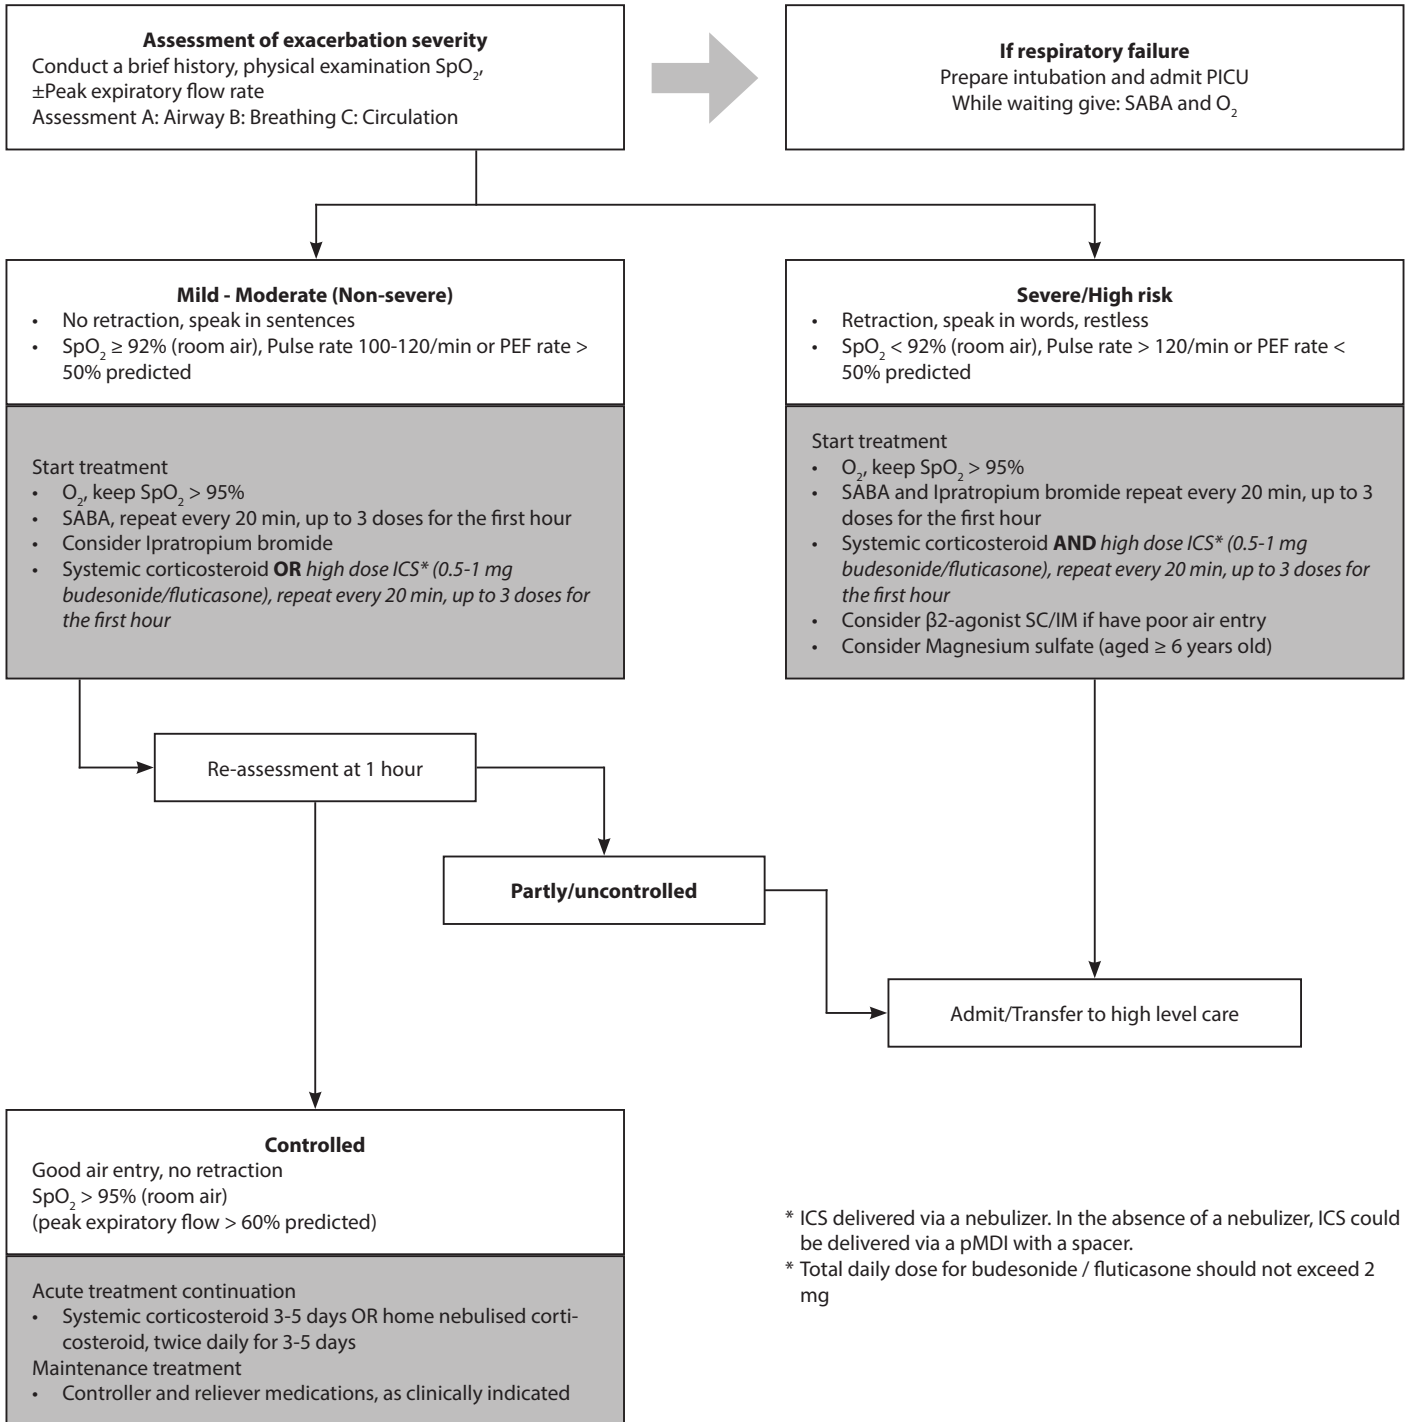 Assessment of exacerbation severity
Conduct a brief history, physical examination SpO₂,
±Peak expiratory flow rate
Assessment A: Airway B: Breathing C: Circulation
If respiratory failure
Prepare intubation and admit PICU
While waiting give: SABA and O₂
Mild - Moderate (Non-severe)
• No retraction, speak in sentences
• SpO₂ ≥ 92% (room air), Pulse rate 100-120/min or PEF rate >
50% predicted
Start treatment
• O₂, keep SpO₂ > 95%
• SABA, repeat every 20 min, up to 3 doses for the first hour
• Consider Ipratropium bromide
• Systemic corticosteroid OR high dose ICS* (0.5-1 mg
budesonide/fluticasone), repeat every 20 min, up to 3 doses for
the first hour
Severe/High risk
• Retraction, speak in words, restless
• SpO₂ < 92% (room air), Pulse rate > 120/min or PEF rate <
50% predicted
Start treatment
• O₂, keep SpO₂ > 95%
• SABA and Ipratropium bromide repeat every 20 min, up to 3
doses for the first hour
• Systemic corticosteroid AND high dose ICS* (0.5-1 mg
budesonide/fluticasone), repeat every 20 min, up to 3 doses for
the first hour
• Consider β2-agonist SC/IM if have poor air entry
• Consider Magnesium sulfate (aged ≥ 6 years old)
Re-assessment at 1 hour
Partly/uncontrolled
Admit/Transfer to high level care
Controlled
Good air entry, no retraction
SpO₂ > 95% (room air)
(peak expiratory flow > 60% predicted)
Acute treatment continuation
• Systemic corticosteroid 3-5 days OR home nebulised corti-
costeroid, twice daily for 3-5 days
Maintenance treatment
• Controller and reliever medications, as clinically indicated
* ICS delivered via a nebulizer. In the absence of a nebulizer, ICS could
be delivered via a pMDI with a spacer.
* Total daily dose for budesonide / fluticasone should not exceed 2
mg